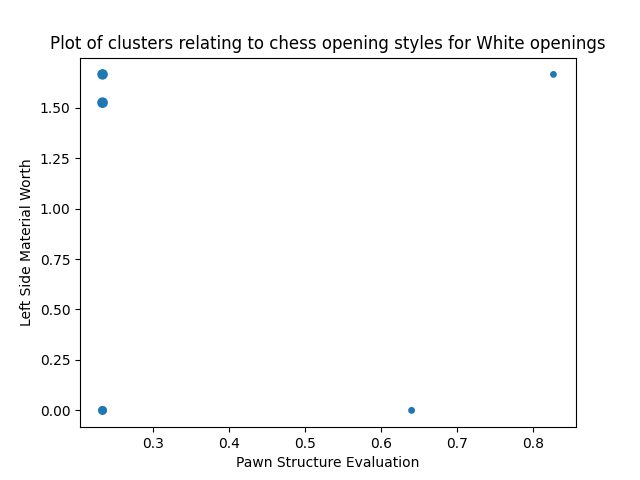 Plot of clusters relating to chess opening styles for White openings
Left Side Material Worth
1.50
1.25
1.00
0.75
0.50
0.25
0.00
0.3 0.4 0.5 0.6 0.7 0.8
Pawn Structure Evaluation